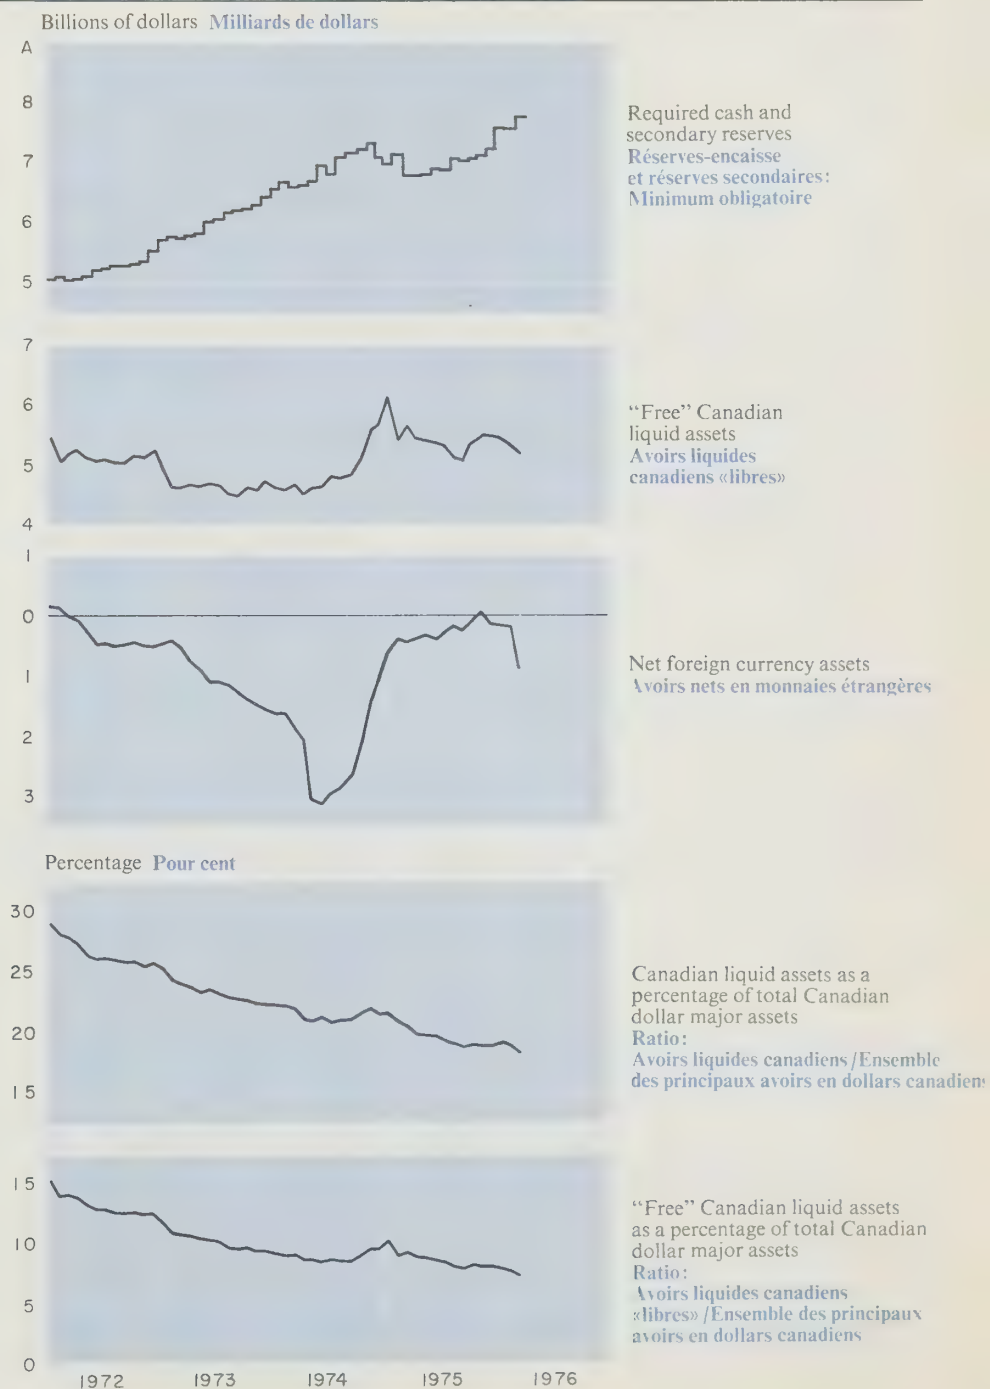 Billions of dollars Milliards de dollars
A
8
7
6
5
Required cash and
secondary reserves
Réserves-encaisse
et réserves secondaires:
Minimum obligatoire
7
6
5
4
“Free” Canadian
liquid assets
Avoirs liquides
canadiens «libres»
1
0
1
2
3
Net foreign currency assets
Avoirs nets en monnaies étrangères
Percentage Pour cent
30
25
20
15
Canadian liquid assets as a
percentage of total Canadian
dollar major assets
Ratio:
Avoirs liquides canadiens/Ensemble
des principaux avoirs en dollars canadiens
15
10
5
0
“Free” Canadian liquid assets
as a percentage of total Canadian
dollar major assets
Ratio:
Avoirs liquides canadiens
«libres»/Ensemble des principaux
avoirs en dollars canadiens
1972 1973 1974 1975 1976